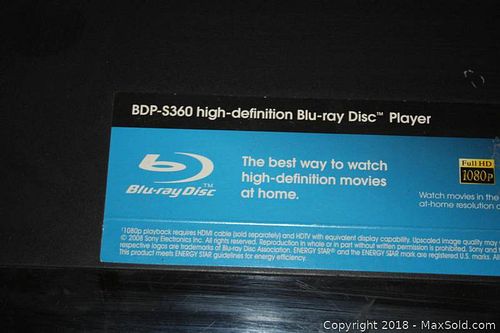 BDP-S360 high-definition Blu-ray Disc™ Player
Blu-ray Disc™
The best way to watch
high-definition movies
at home.
Full HD
1080p
Watch movies in the
at-home resolution
¹1080p playback requires HDMI cable (sold separately) and HDTV with equivalent display capability. Upscaled image quality may
© 2008 Sony Electronics Inc. All rights reserved. Reproduction in whole or in part without written permission is prohibited. Sony and
respective logos are trademarks of Blu-ray Disc Association. ENERGY STAR® and the ENERGY STAR mark are registered U.S. marks. All
This product meets ENERGY STAR guidelines for energy efficiency.
Copyright 2018 - MaxSold.com